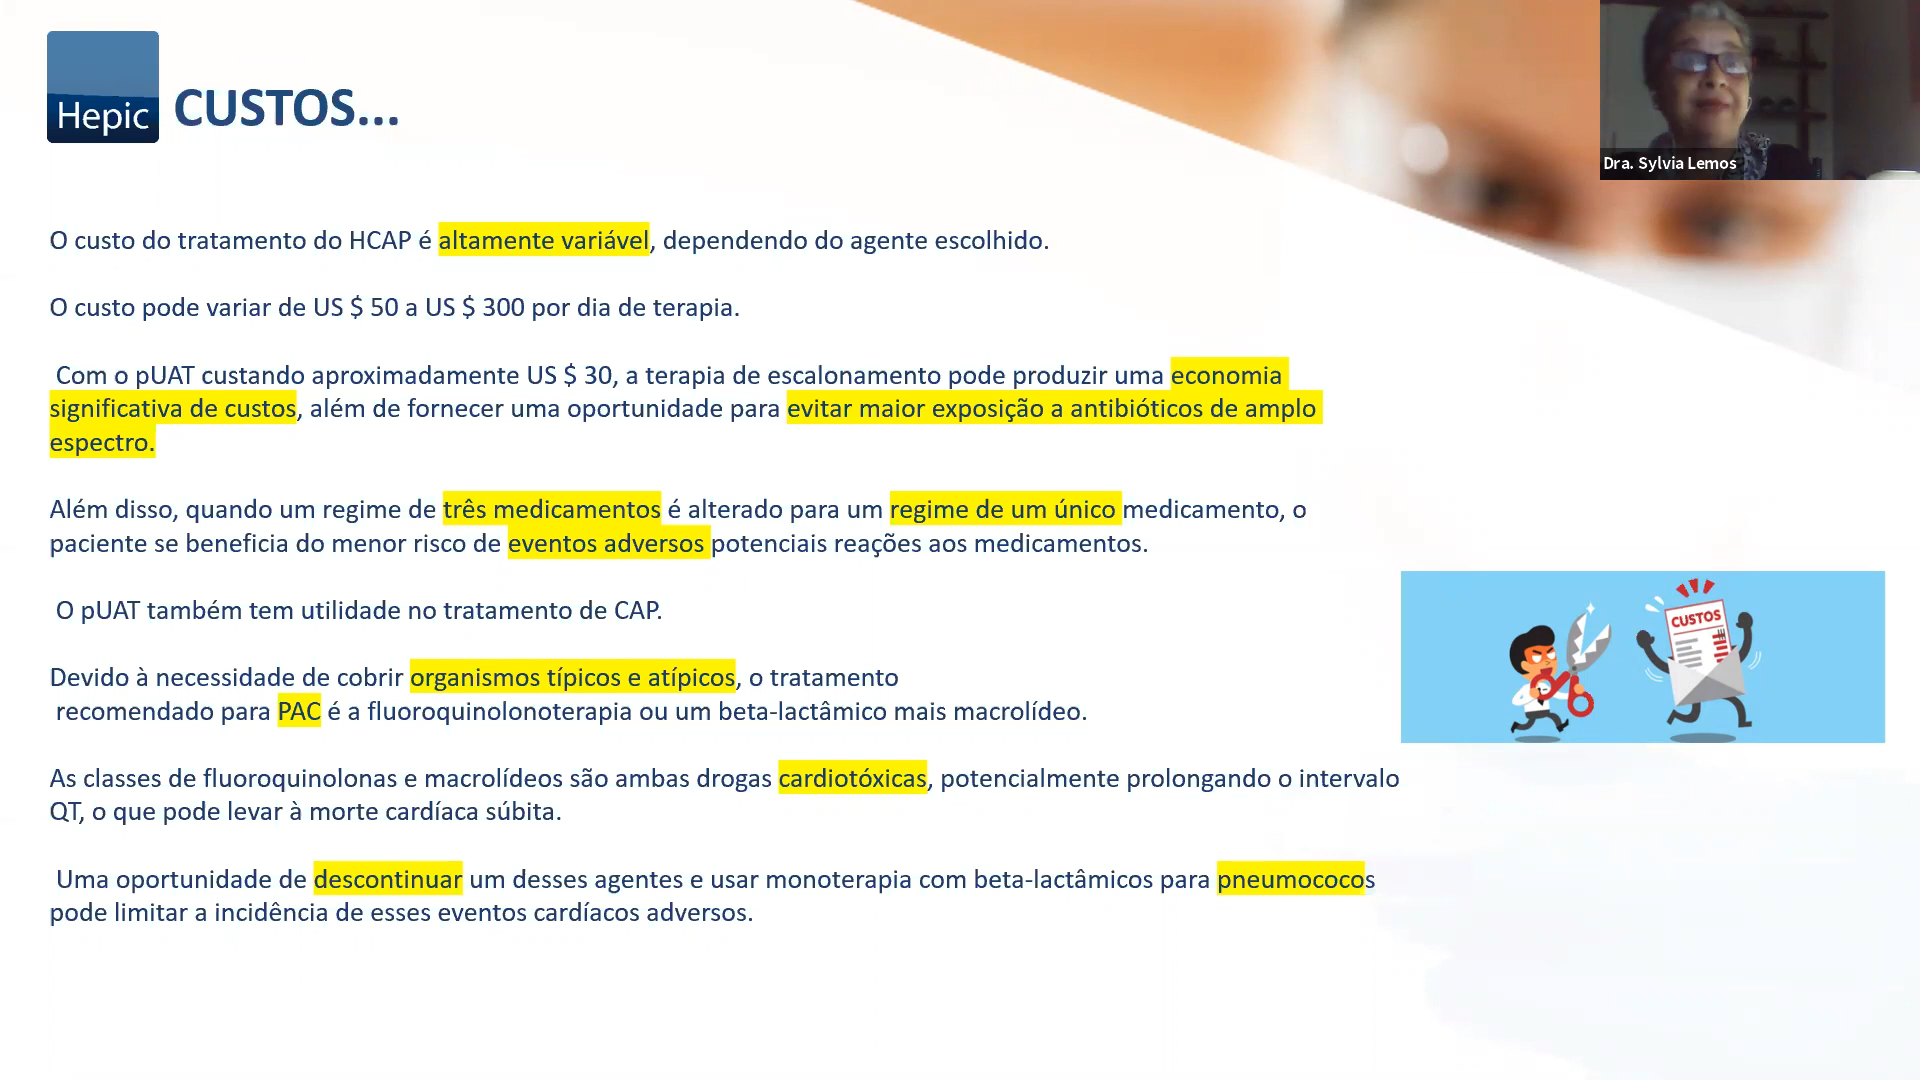 Hepic
CUSTOS...
Dra. Sylvia Lemos
O custo do tratamento do HCAP é altamente variável, dependendo do agente escolhido.
O custo pode variar de US $ 50 a US $ 300 por dia de terapia.
Com o pUAT custando aproximadamente US $ 30, a terapia de escalonamento pode produzir uma economia
significativa de custos, além de fornecer uma oportunidade para evitar maior exposição a antibióticos de amplo
espectro.
Além disso, quando um regime de três medicamentos é alterado para um regime de um único medicamento, o
paciente se beneficia do menor risco de eventos adversos potenciais reações aos medicamentos.
O pUAT também tem utilidade no tratamento de CAP.
Devido à necessidade de cobrir organismos típicos e atípicos, o tratamento
recomendado para PAC é a fluoroquinolonoterapia ou um beta-lactâmico mais macrolídeo.
As classes de fluoroquinolonas e macrolídeos são ambas drogas cardiotóxicas, potencialmente prolongando o intervalo
QT, o que pode levar à morte cardíaca súbita.
Uma oportunidade de descontinuar um desses agentes e usar monoterapia com beta-lactâmicos para pneumococos
pode limitar a incidência de esses eventos cardíacos adversos.
CUSTOS